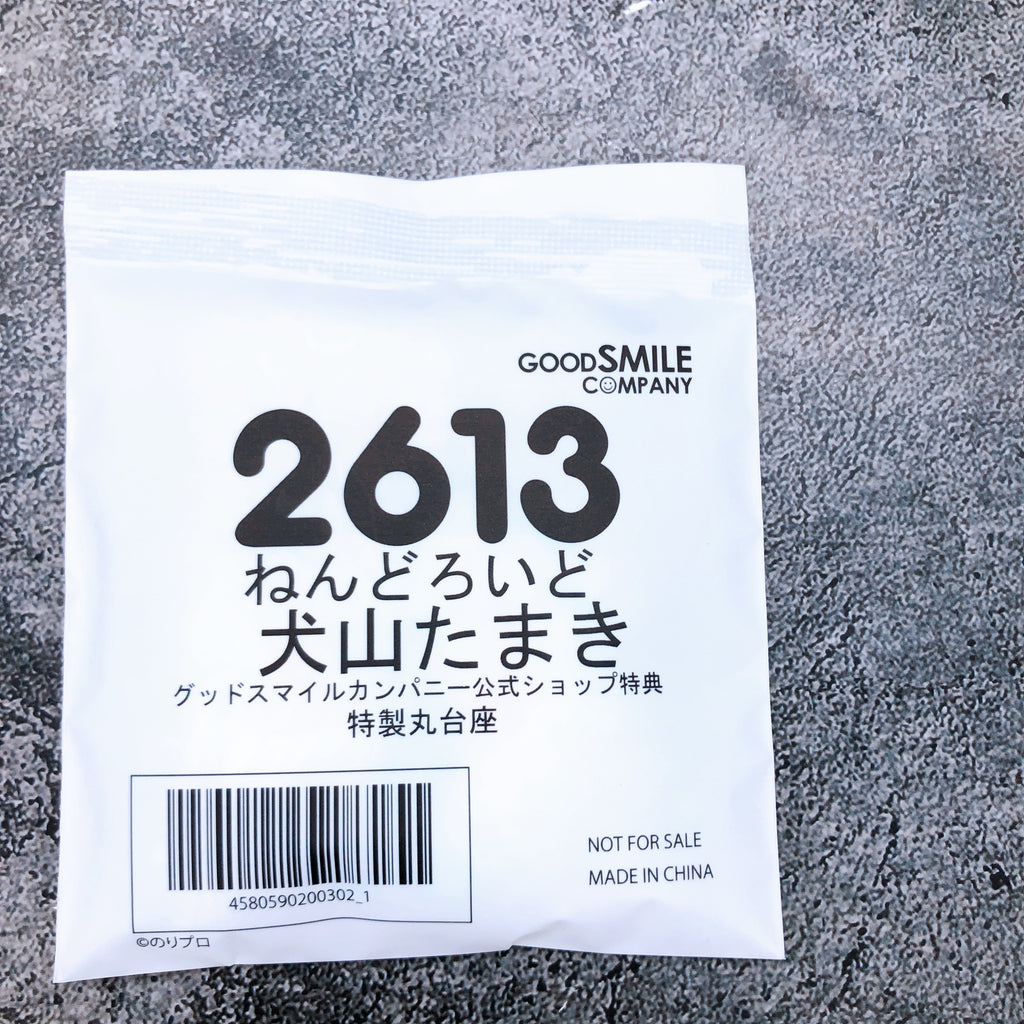 GOODSMILE
COMPANY
2613
ねんどろいど
犬山たまき
グッドスマイルカンパニー公式ショップ特典
特製丸台座
4580590200302_1
NOT FOR SALE
MADE IN CHINA
©のりプロ